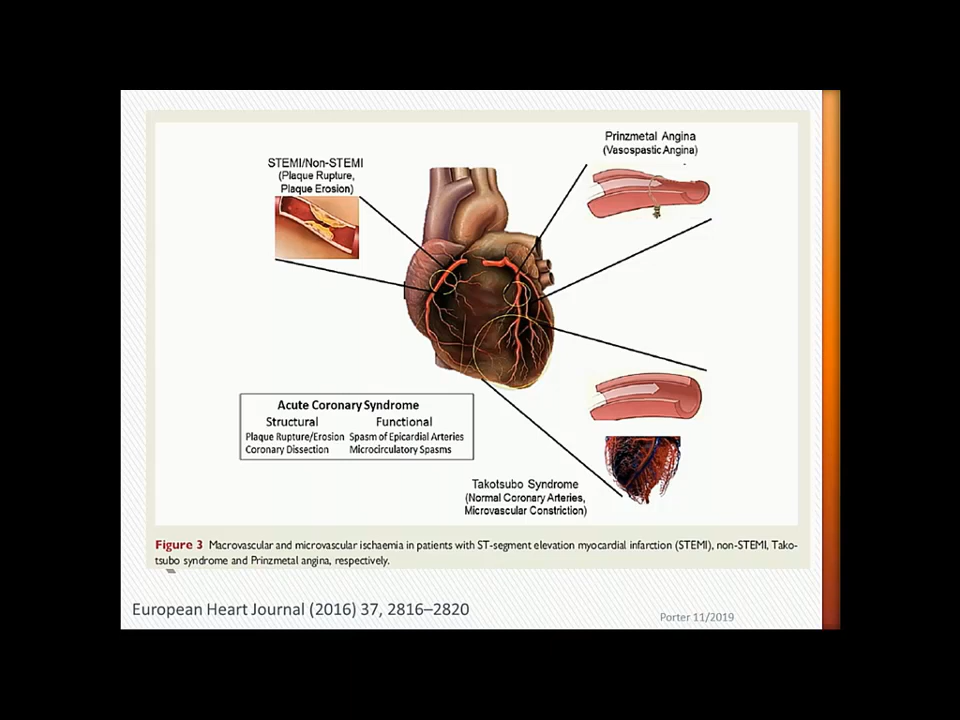 Prinzmetal Angina
(Vasospastic Angina)
STEMI/Non-STEMI
(Plaque Rupture,
Plaque Erosion)
Acute Coronary Syndrome
Structural Functional
Plaque Rupture/Erosion Spasm of Epicardial Arteries
Coronary Dissection Microcirculatory Spasms
Takotsubo Syndrome
(Normal Coronary Arteries,
Microvascular Constriction)
Figure 3 Macrovascular and microvascular ischaemia in patients with ST-segment elevation myocardial infarction (STEMI), non-STEMI, Tako-
tsubo syndrome and Prinzmetal angina, respectively.
European Heart Journal (2016) 37, 2816–2820
Porter 11/2019